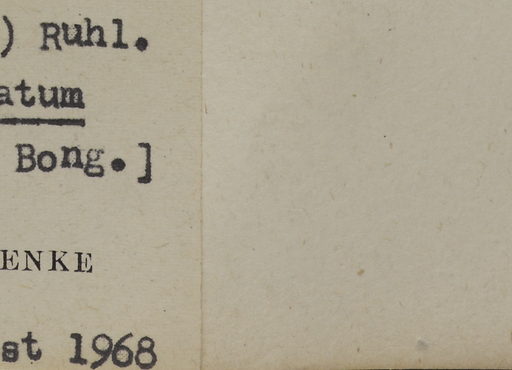 ) Ruhl.
atum
Bong.]
ENKE
st 1968